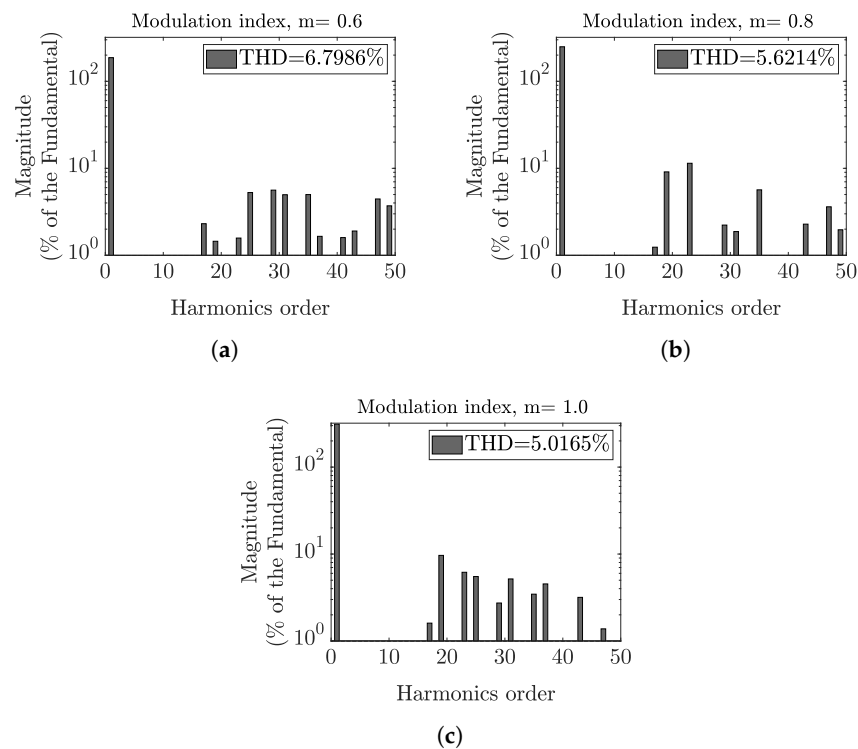 Modulation index, m= 0.6
THD=6.7986%
Magnitude
(% of the Fundamental)
10^2
10^1
10^0
0 10 20 30 40 50
Harmonics order
(a)
Modulation index, m= 0.8
THD=5.6214%
Magnitude
(% of the Fundamental)
10^2
10^1
10^0
0 10 20 30 40 50
Harmonics order
(b)
Modulation index, m= 1.0
THD=5.0165%
Magnitude
(% of the Fundamental)
10^2
10^1
10^0
0 10 20 30 40 50
Harmonics order
(c)